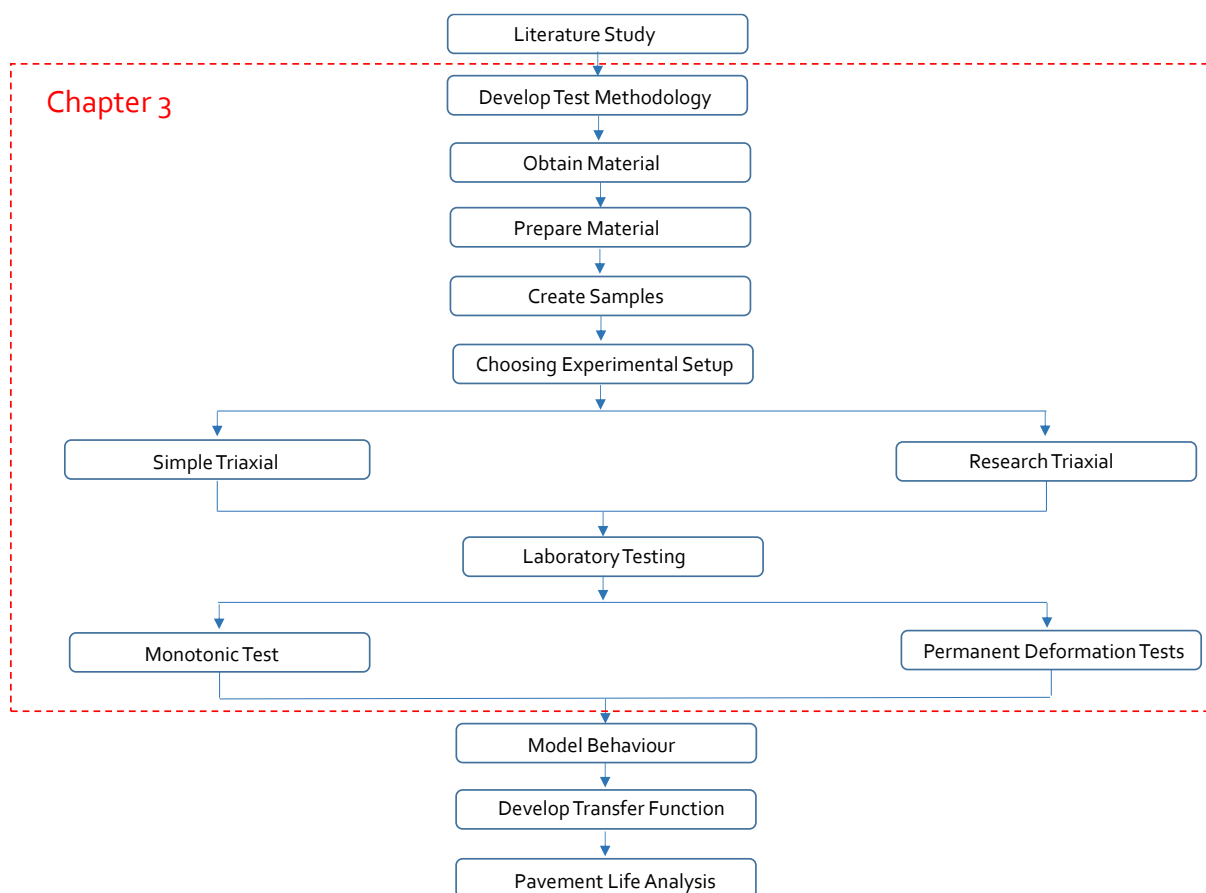 Literature Study
Chapter 3
Develop Test Methodology
Obtain Material
Prepare Material
Create Samples
Choosing Experimental Setup
Simple Triaxial
Research Triaxial
Laboratory Testing
Monotonic Test
Permanent Deformation Tests
Model Behaviour
Develop Transfer Function
Pavement Life Analysis